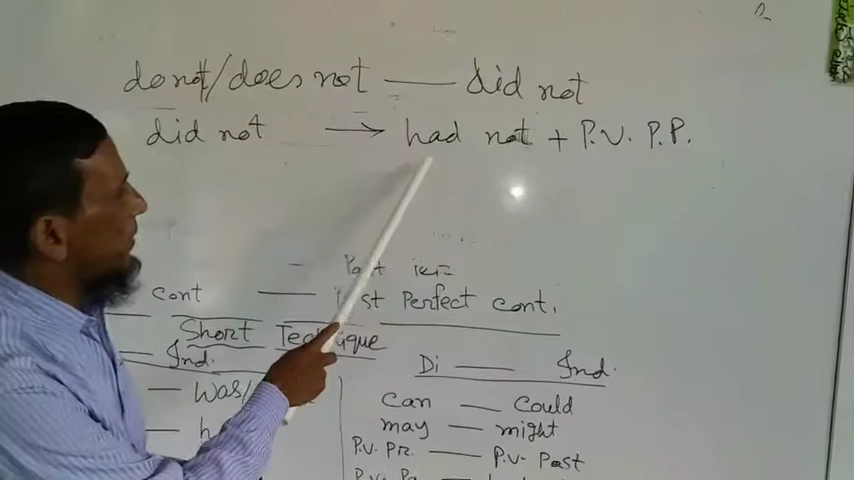 do not/does not — did not
did not → had not + P.V. P.P.
cont — Past Perfect cont.
Short Technique
Ind.
Di — Ind.
— was/
can — could
may — might
P.V. Pr. — P.V. Past
P.V. Pa